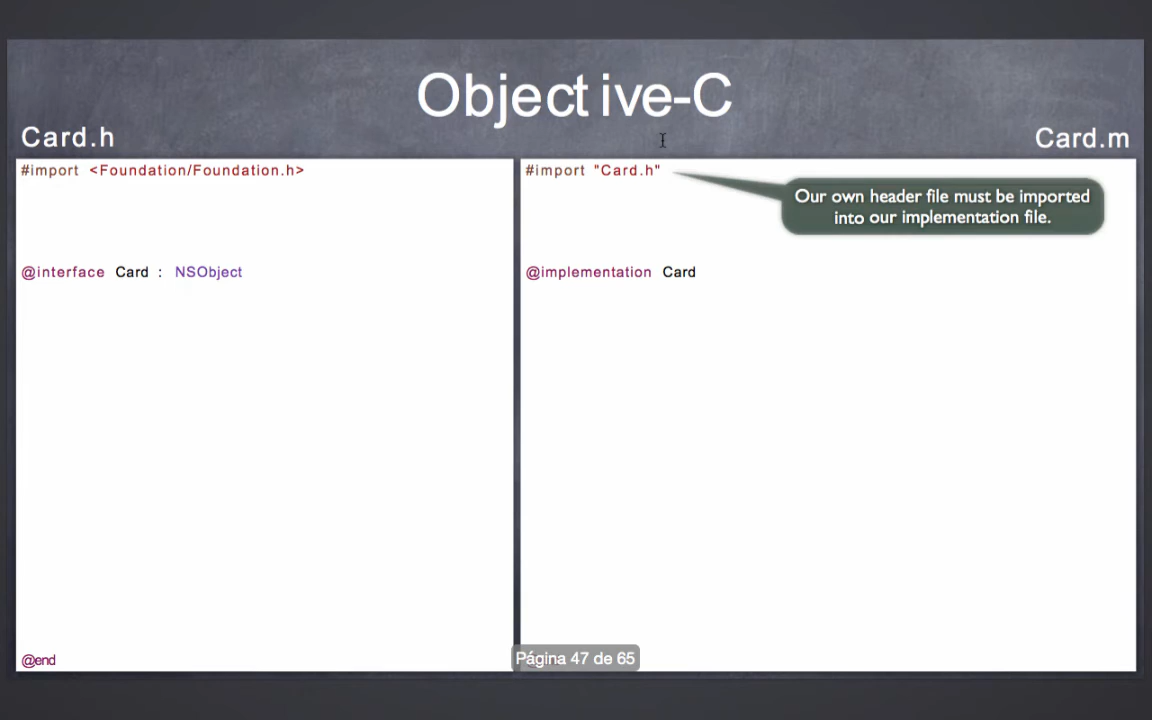 Objective-C
Card.h
Card.m
#import <Foundation/Foundation.h>
@interface Card : NSObject
@end
#import "Card.h"
Our own header file must be imported
into our implementation file.
@implementation Card
Página 47 de 65